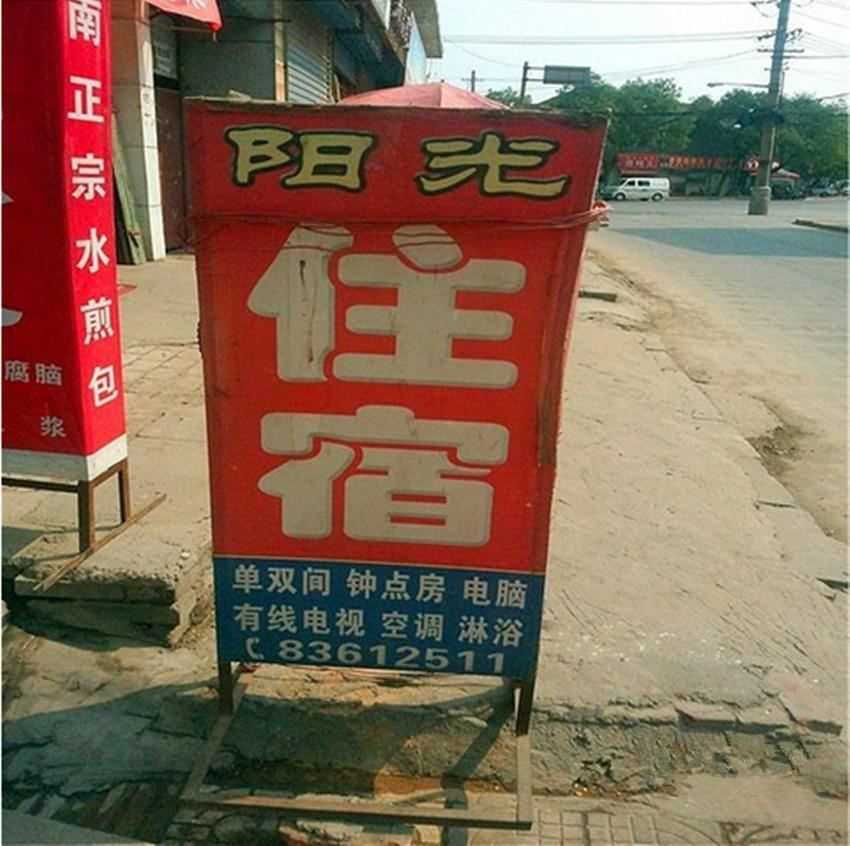 南正宗水煎包
腐脑
浆
阳光
住
宿
单双间 钟点房 电脑
有线电视 空调 淋浴
83612511